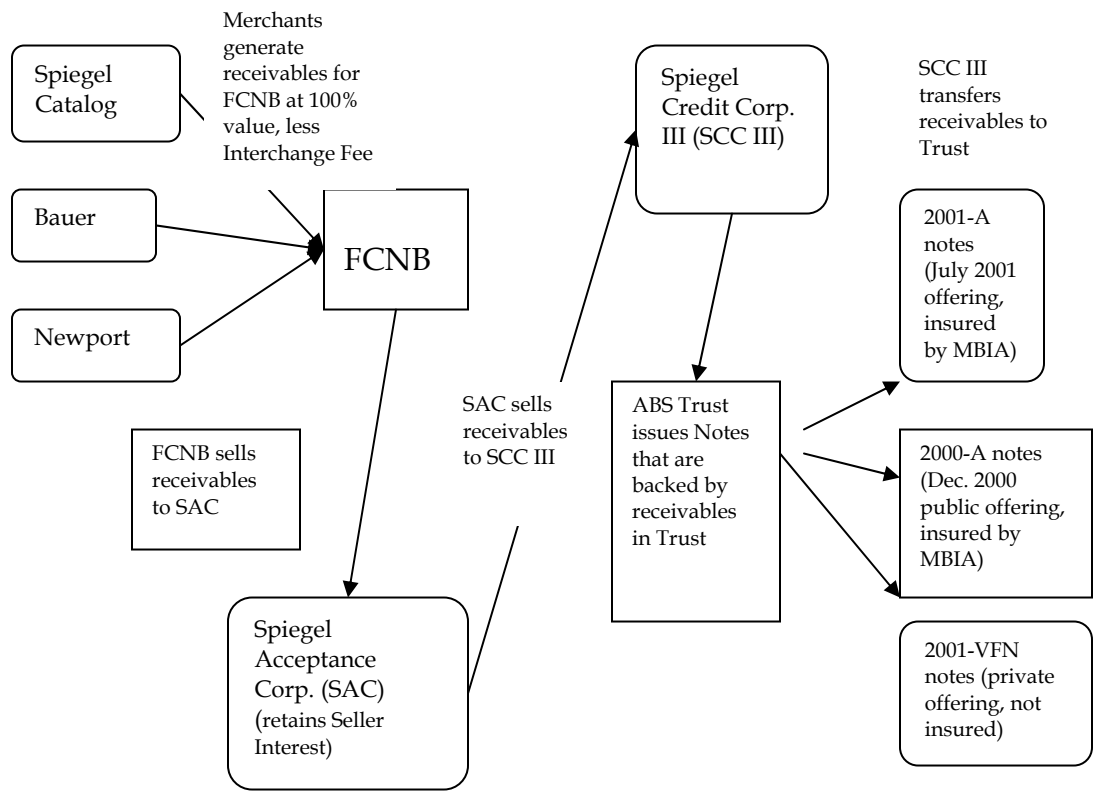 Merchants
generate
receivables for
FCNB at 100%
value, less
Interchange Fee
Spiegel
Catalog
Bauer
Newport
FCNB
FCNB sells
receivables
to SAC
Spiegel
Acceptance
Corp. (SAC)
(retains Seller
Interest)
SAC sells
receivables
to SCC III
Spiegel
Credit Corp.
III (SCC III)
SCC III
transfers
receivables to
Trust
ABS Trust
issues Notes
that are
backed by
receivables
in Trust
2001-A
notes
(July 2001
offering,
insured
by MBIA)
2000-A notes
(Dec. 2000
public offering,
insured by
MBIA)
2001-VFN
notes (private
offering, not
insured)